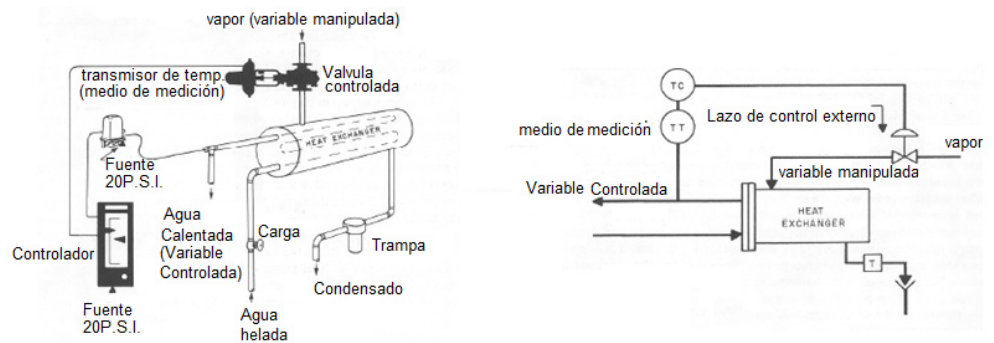 vapor (variable manipulada)
transmisor de temp.
(medio de medición)
Valvula
controlada
HEAT EXCHANGER
Fuente
20P.S.I.
Agua
Calentada
(Variable
Controlada)
Carga
Trampa
Controlador
Condensado
Fuente
20P.S.I.
Agua
helada
TC
TT
medio de medición
Lazo de control externo
vapor
variable manipulada
Variable Controlada
HEAT
EXCHANGER
T